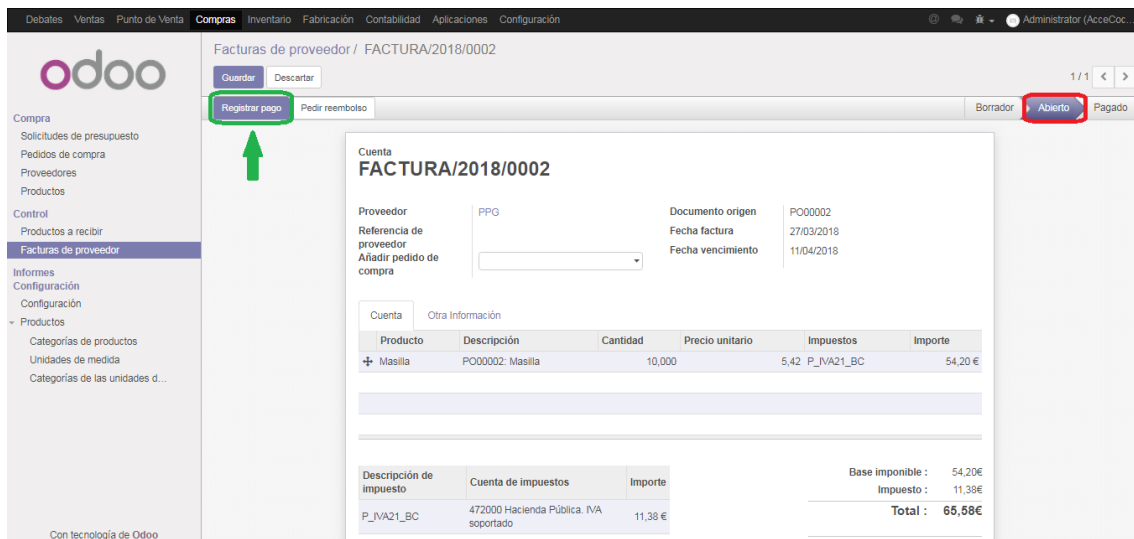 Debates Ventas Punto de Venta Compras Inventario Fabricación Contabilidad Aplicaciones Configuración @ Administrator (AcceCoc...
odoo
Facturas de proveedor / FACTURA/2018/0002
Guardar Descartar 1 / 1
Registrar pago Pedir reembolso Borrador Abierto Pagado
Compra
Solicitudes de presupuesto
Pedidos de compra
Proveedores
Productos
Control
Productos a recibir
Facturas de proveedor
Informes
Configuración
Configuración
Productos
Categorías de productos
Unidades de medida
Categorías de las unidades d...
Con tecnología de Odoo
Cuenta
FACTURA/2018/0002
Proveedor PPG
Referencia de
proveedor
Añadir pedido de
compra
Documento origen PO00002
Fecha factura 27/03/2018
Fecha vencimiento 11/04/2018
Cuenta Otra Información
Producto Descripción Cantidad Precio unitario Impuestos Importe
Masilla PO00002: Masilla 10,000 5,42 P_IVA21_BC 54,20 €
Descripción de
impuesto Cuenta de impuestos Importe
P_IVA21_BC 472000 Hacienda Pública. IVA
soportado 11,38 €
Base imponible : 54,20€
Impuesto : 11,38€
Total : 65,58€